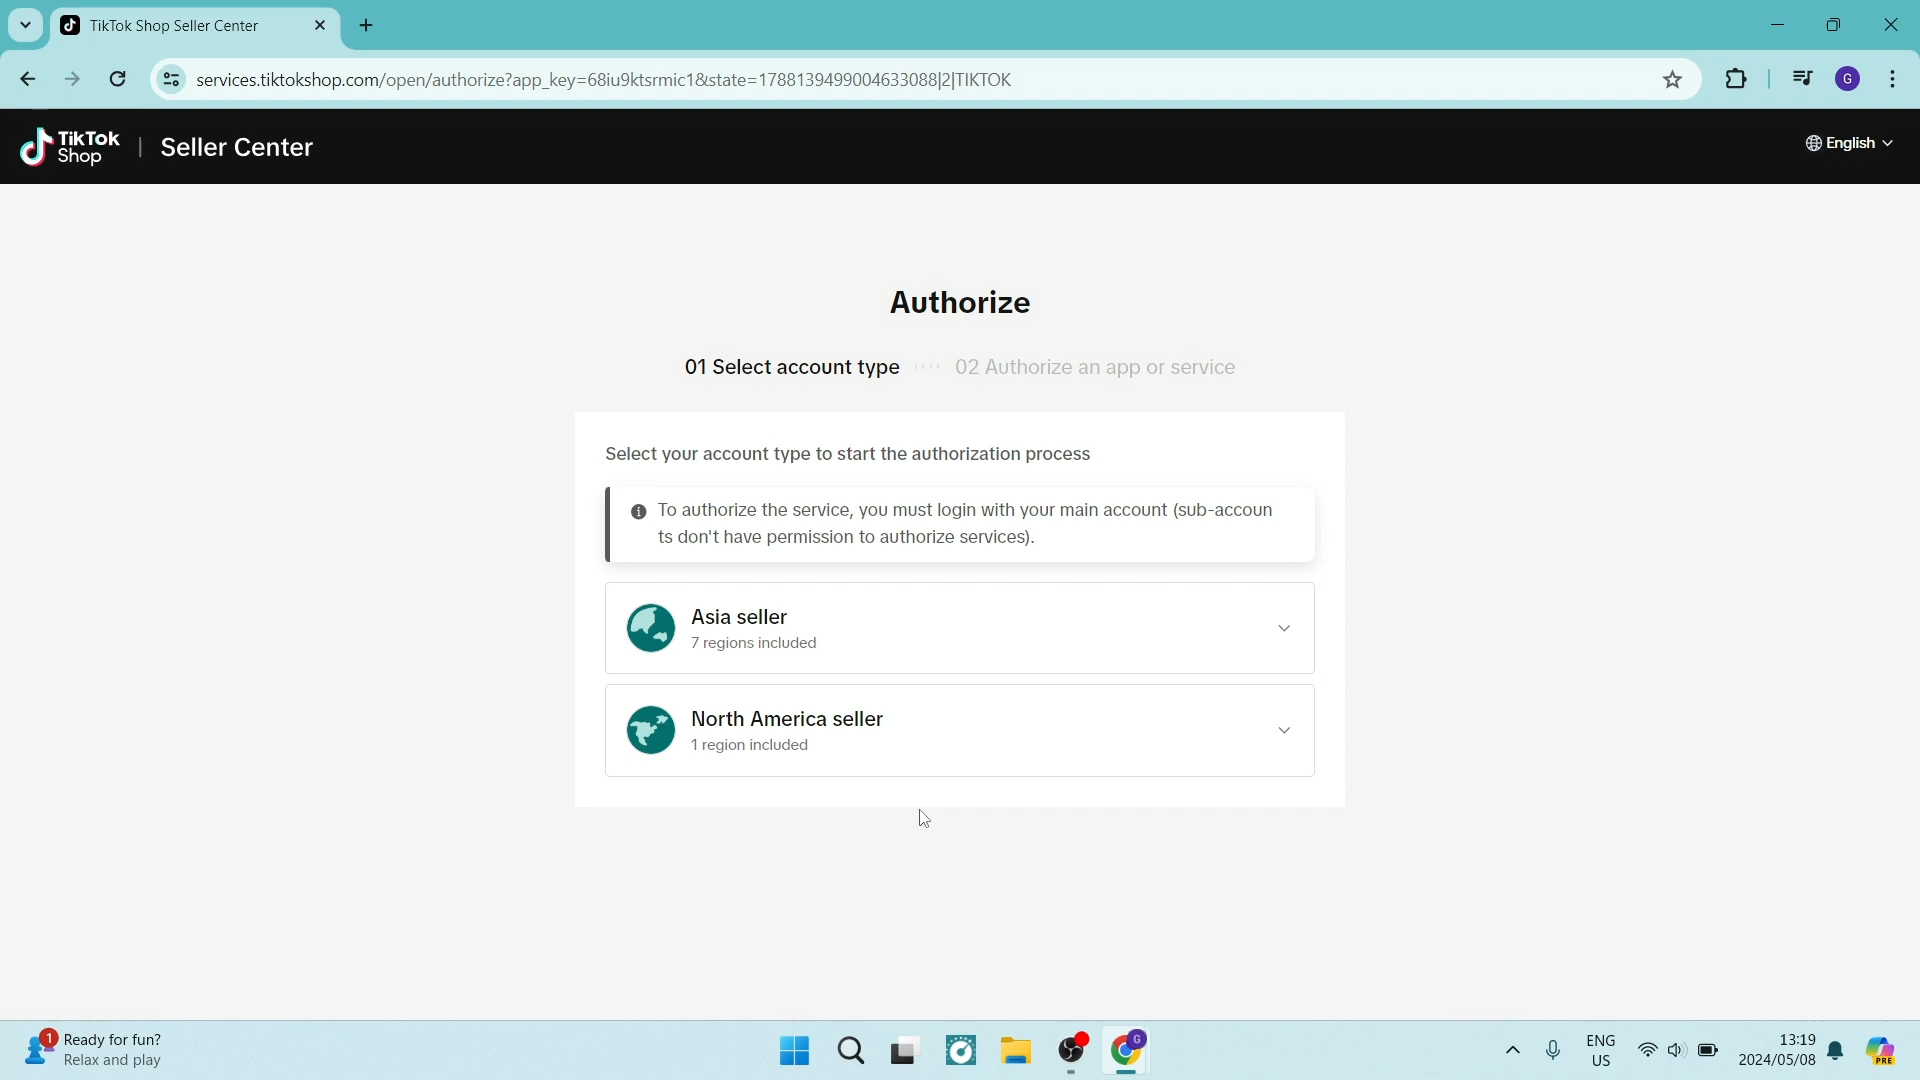 TikTok Shop Seller Center
services.tiktokshop.com/open/authorize?app_key=68iu9ktsrmic1&state=1788139499004633088|2|TIKTOK
G
TikTok
Shop
Seller Center
English
Authorize
01 Select account type
02 Authorize an app or service
Select your account type to start the authorization process
To authorize the service, you must login with your main account (sub-accoun
ts don't have permission to authorize services).
Asia seller
7 regions included
North America seller
1 region included
1
Ready for fun?
Relax and play
G
ENG
US
13:19
2024/05/08
PRE